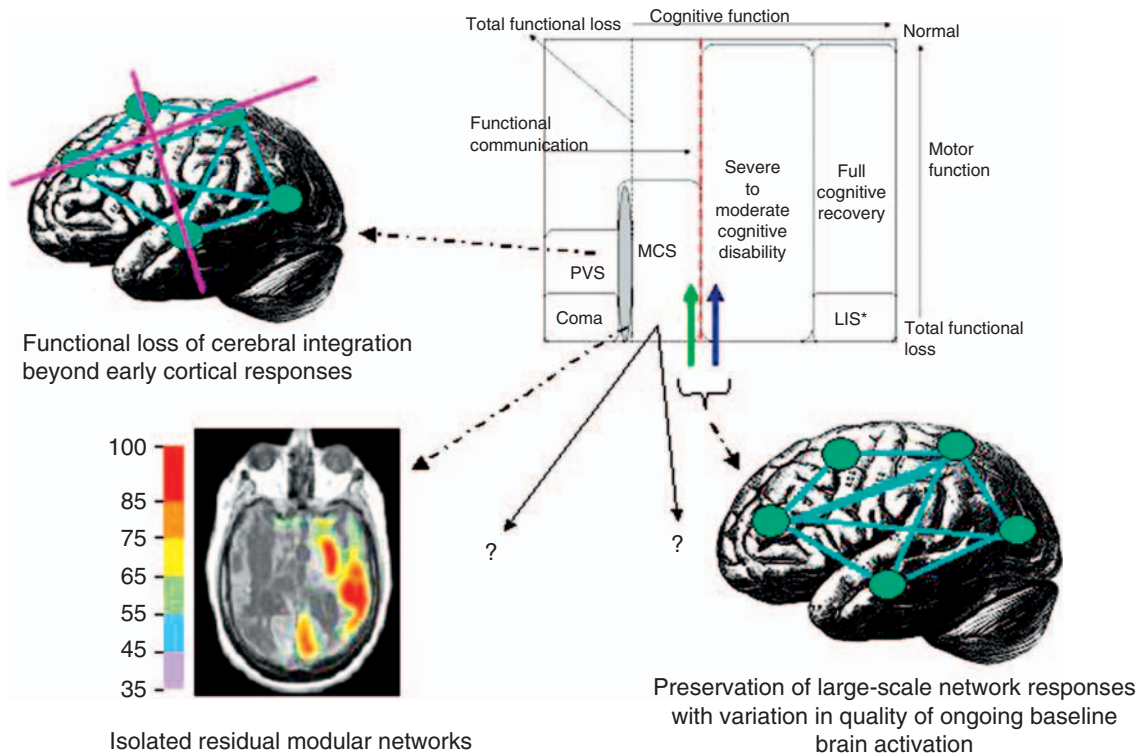 Total functional loss
Cognitive function
Normal
Functional
communication
Motor
function
Severe
to
moderate
cognitive
disability
Full
cognitive
recovery
MCS
PVS
Coma
LIS*
Total functional
loss
Functional loss of cerebral integration
beyond early cortical responses
100
85
75
65
55
45
35
?
?
Isolated residual modular networks
Preservation of large-scale network responses
with variation in quality of ongoing baseline
brain activation